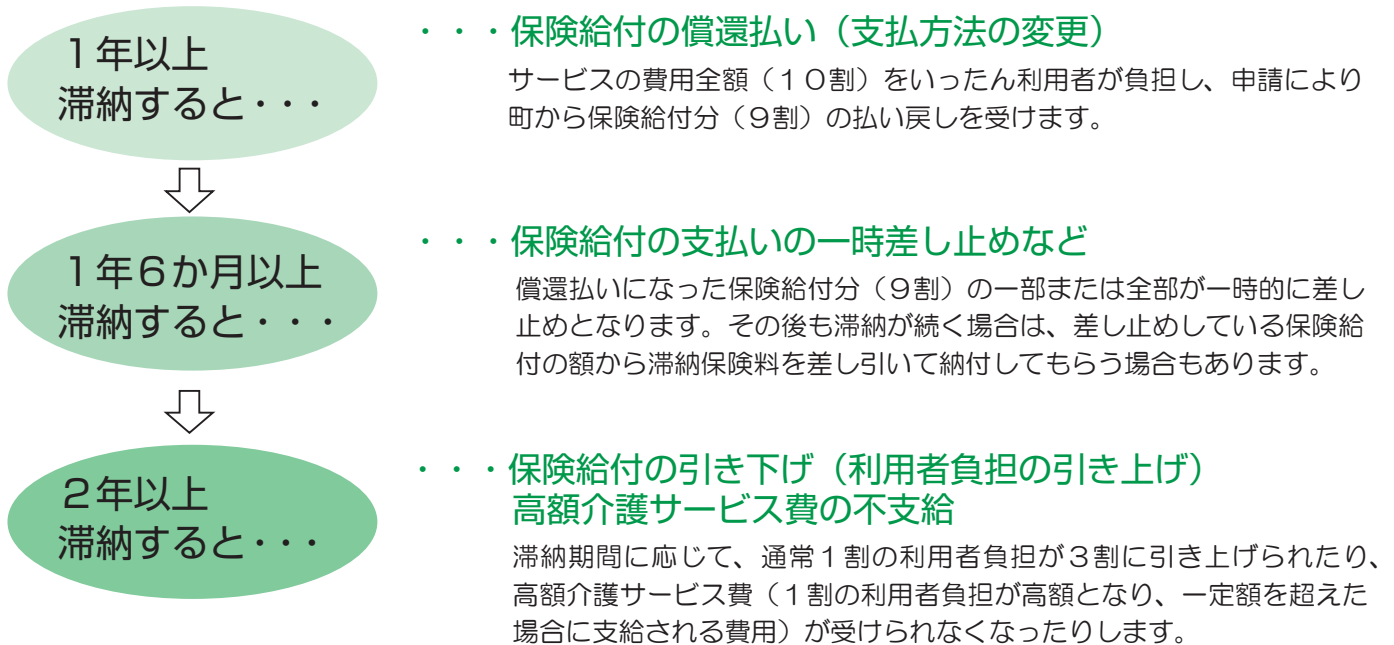 1年以上
滞納すると・・・
・・・保険給付の償還払い(支払方法の変更)
サービスの費用全額(10割)をいったん利用者が負担し、申請により
町から保険給付分(9割)の払い戻しを受けます。
1年6か月以上
滞納すると・・・
・・・保険給付の支払いの一時差し止めなど
償還払いになった保険給付分(9割)の一部または全部が一時的に差し
止めとなります。その後も滞納が続く場合は、差し止めしている保険給
付の額から滞納保険料を差し引いて納付してもらう場合もあります。
2年以上
滞納すると・・・
・・・保険給付の引き下げ(利用者負担の引き上げ)
高額介護サービス費の不支給
滞納期間に応じて、通常1割の利用者負担が3割に引き上げられたり、
高額介護サービス費(1割の利用者負担が高額となり、一定額を超えた
場合に支給される費用)が受けられなくなったりします。